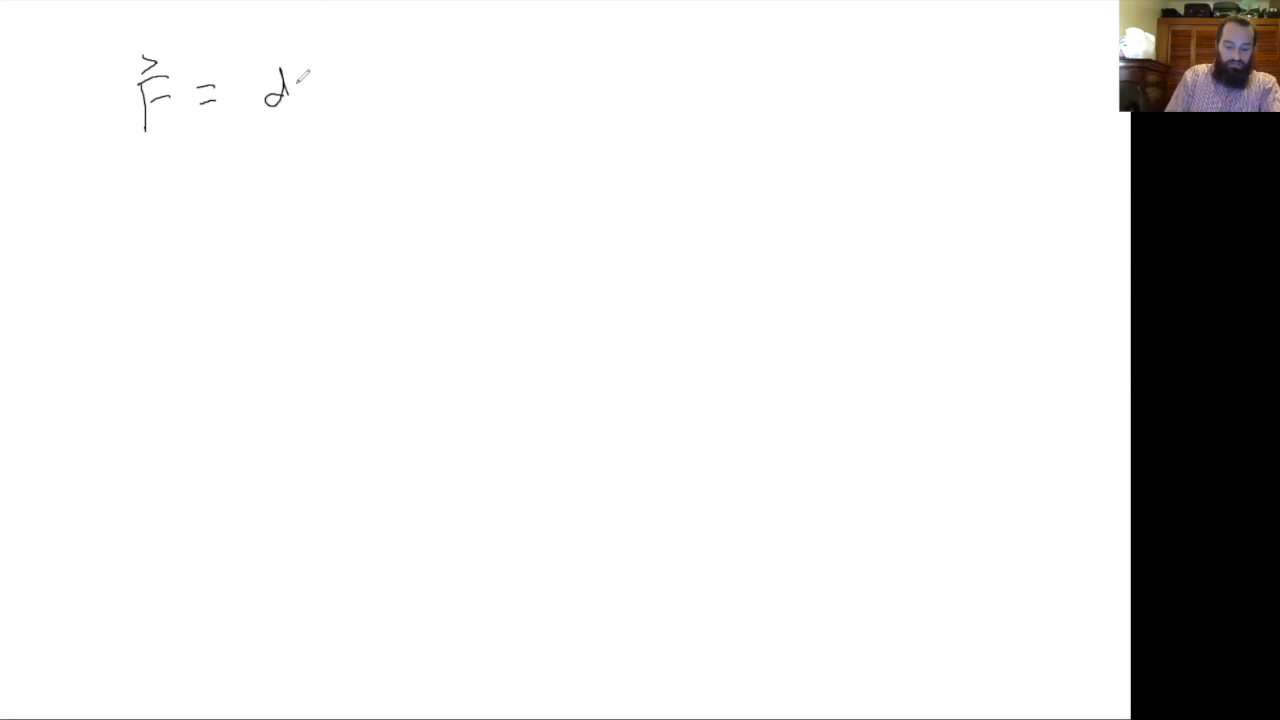 F⃗ = d